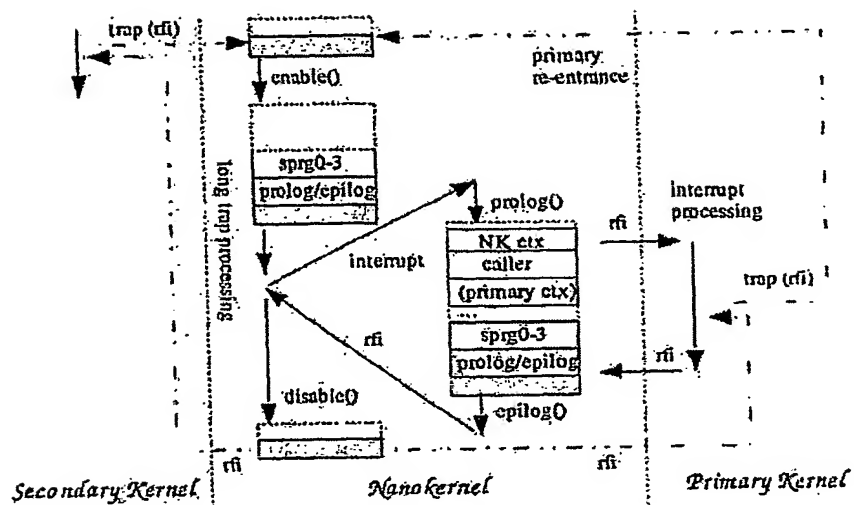 trap (rfi)
primary
re-entrance
enable()
sprg0-3
prolog/epilog
long trap processing
prolog()
rfi
interrupt
processing
NK ctx
caller
(primary ctx)
....
interrupt
trap (rfi)
rfi
sprg0-3
prolog/epilog
rfi
disable()
epilog()
rfi
rfi
Secondary Kernel
Nanokernel
Primary Kernel